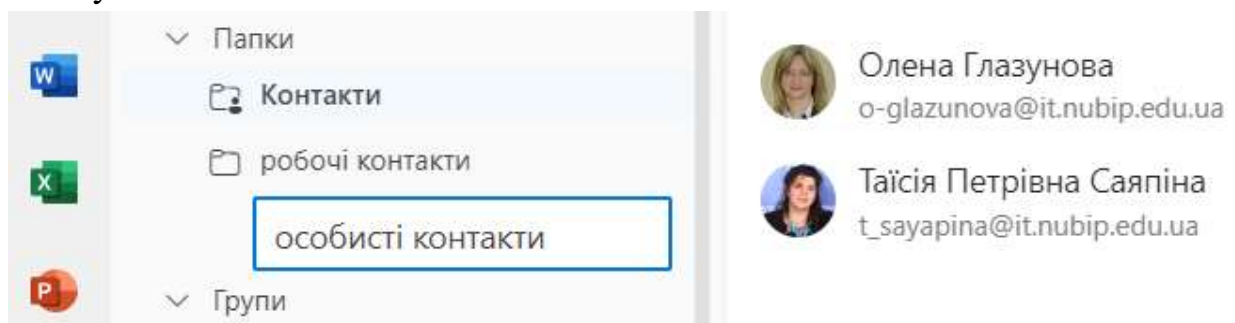 Папки
Контакти
робочі контакти
особисті контакти
Групи
Олена Глазунова
o-glazunova@it.nubip.edu.ua
Таїсія Петрівна Саяпіна
t_sayapina@it.nubip.edu.ua
W
X
P